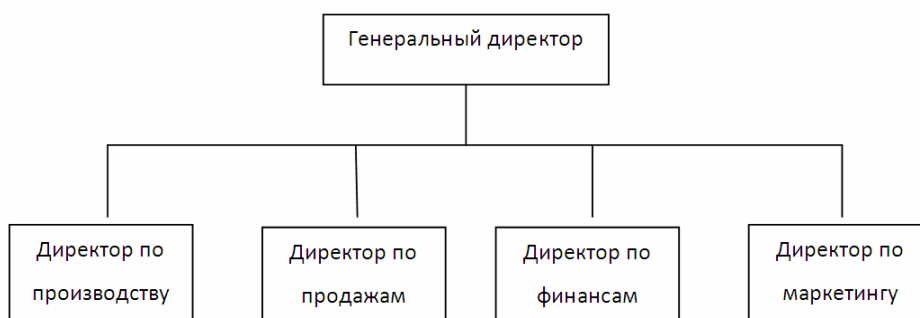 Генеральный директор
Директор по
производству
Директор по
продажам
Директор по
финансам
Директор по
маркетингу